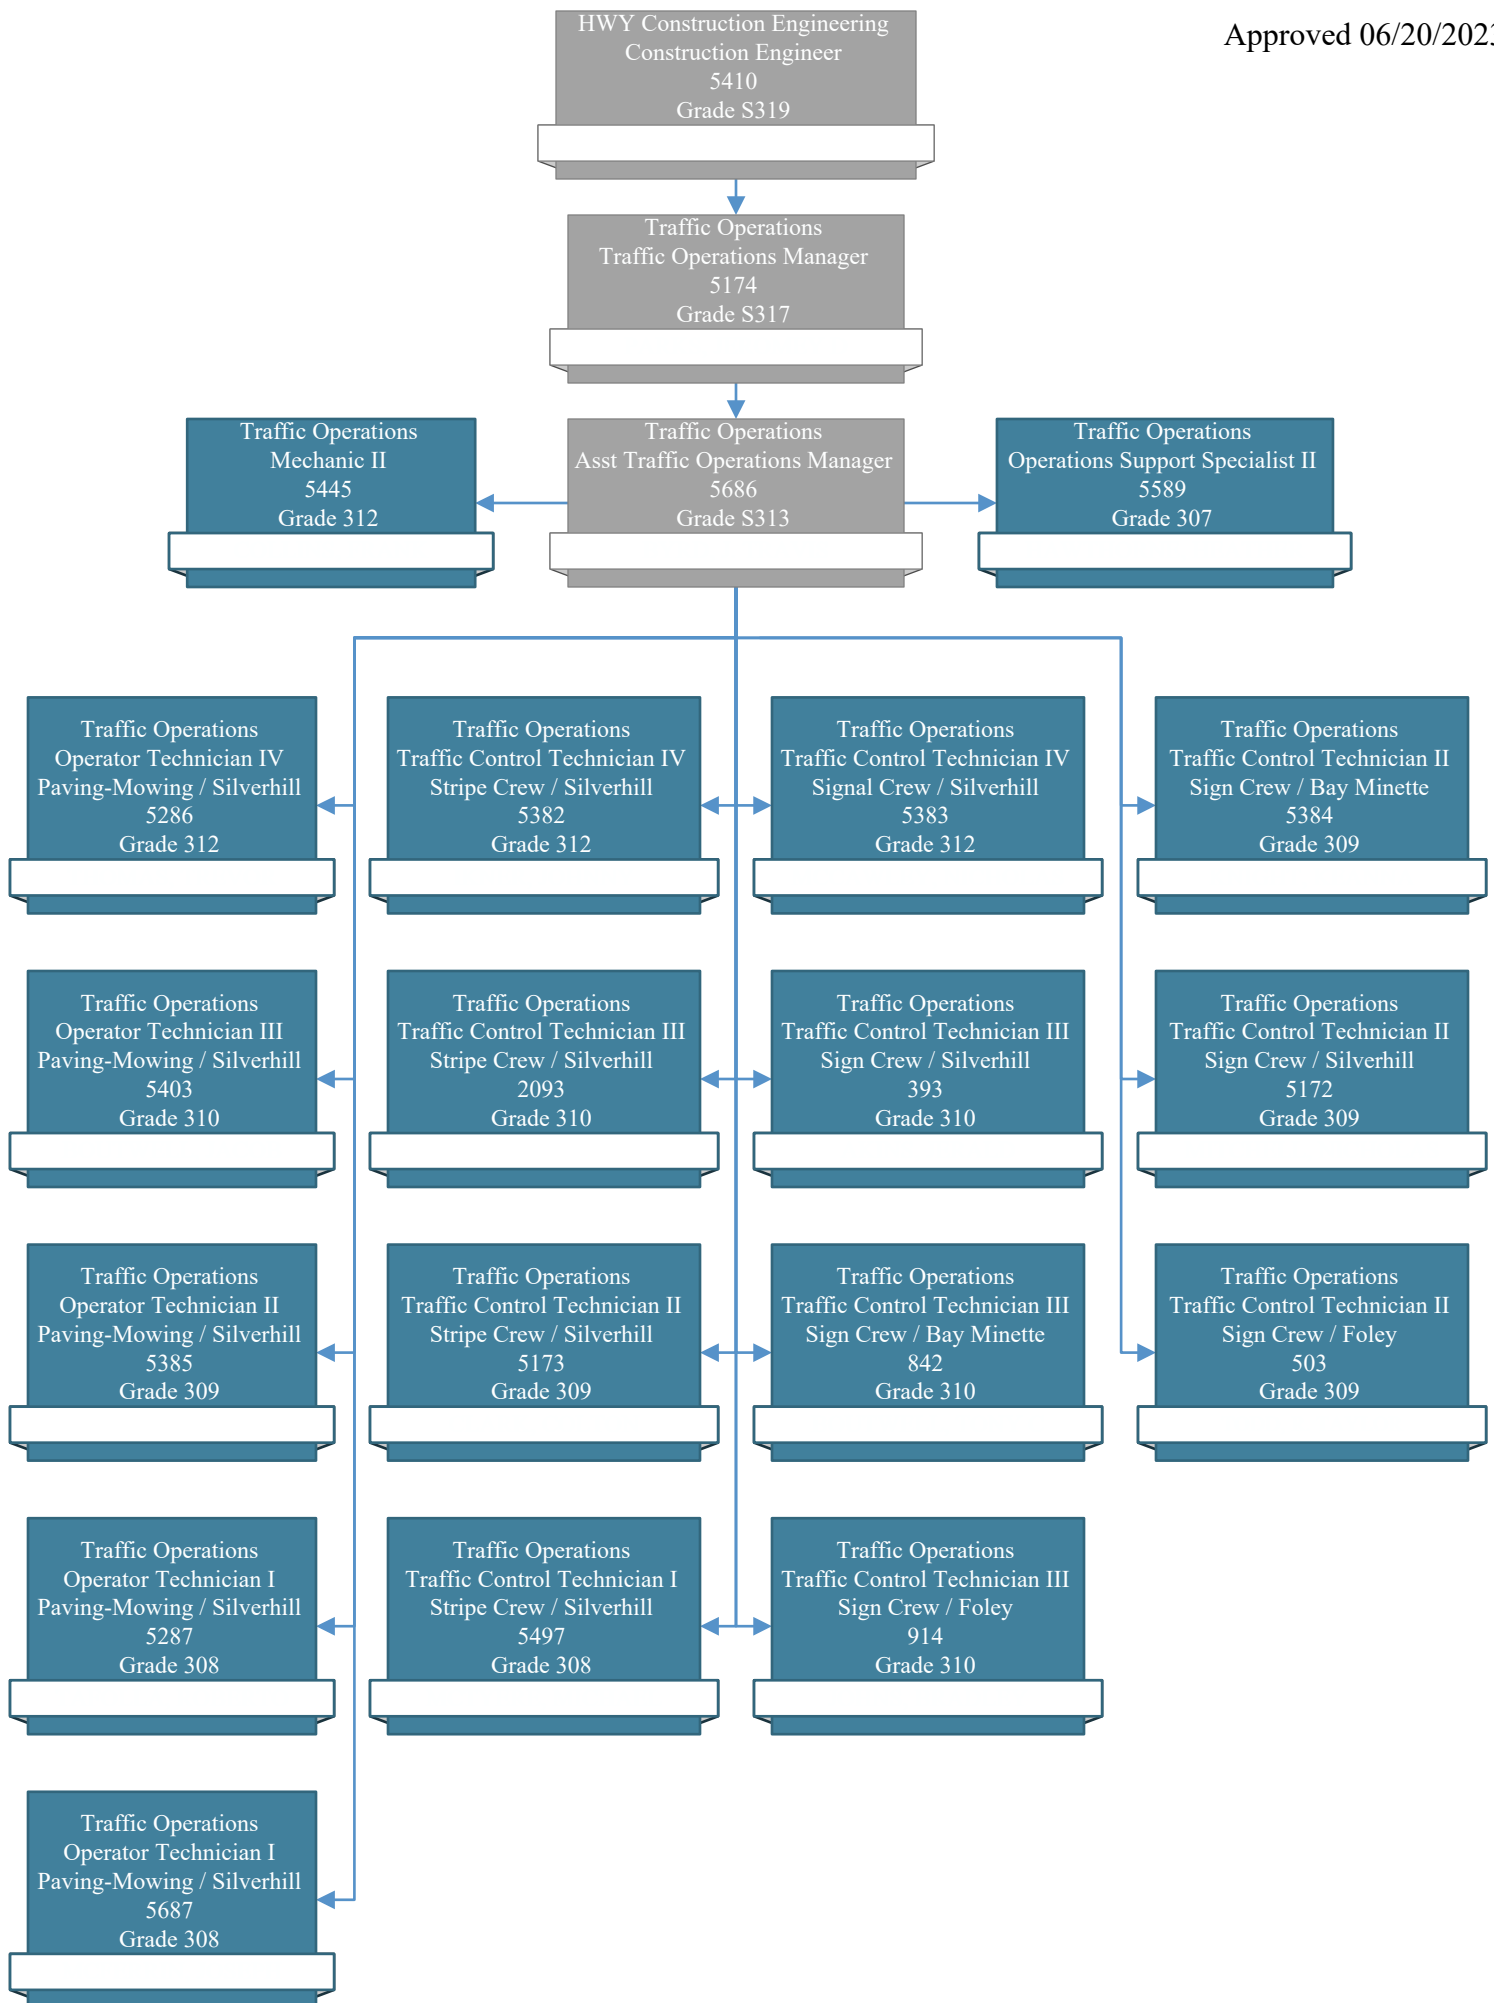 HWY Construction Engineering
Construction Engineer
5410
Grade S319
Approved 06/20/2023
Traffic Operations
Traffic Operations Manager
5174
Grade S317
Traffic Operations
Mechanic II
5445
Grade 312
Traffic Operations
Asst Traffic Operations Manager
5686
Grade S313
Traffic Operations
Operations Support Specialist II
5589
Grade 307
Traffic Operations
Operator Technician IV
Paving-Mowing / Silverhill
5286
Grade 312
Traffic Operations
Traffic Control Technician IV
Stripe Crew / Silverhill
5382
Grade 312
Traffic Operations
Traffic Control Technician IV
Signal Crew / Silverhill
5383
Grade 312
Traffic Operations
Traffic Control Technician II
Sign Crew / Bay Minette
5384
Grade 309
Traffic Operations
Operator Technician III
Paving-Mowing / Silverhill
5403
Grade 310
Traffic Operations
Traffic Control Technician III
Stripe Crew / Silverhill
2093
Grade 310
Traffic Operations
Traffic Control Technician III
Sign Crew / Silverhill
393
Grade 310
Traffic Operations
Traffic Control Technician II
Sign Crew / Silverhill
5172
Grade 309
Traffic Operations
Operator Technician II
Paving-Mowing / Silverhill
5385
Grade 309
Traffic Operations
Traffic Control Technician II
Stripe Crew / Silverhill
5173
Grade 309
Traffic Operations
Traffic Control Technician III
Sign Crew / Bay Minette
842
Grade 310
Traffic Operations
Traffic Control Technician II
Sign Crew / Foley
503
Grade 309
Traffic Operations
Operator Technician I
Paving-Mowing / Silverhill
5287
Grade 308
Traffic Operations
Traffic Control Technician I
Stripe Crew / Silverhill
5497
Grade 308
Traffic Operations
Traffic Control Technician III
Sign Crew / Foley
914
Grade 310
Traffic Operations
Operator Technician I
Paving-Mowing / Silverhill
5687
Grade 308